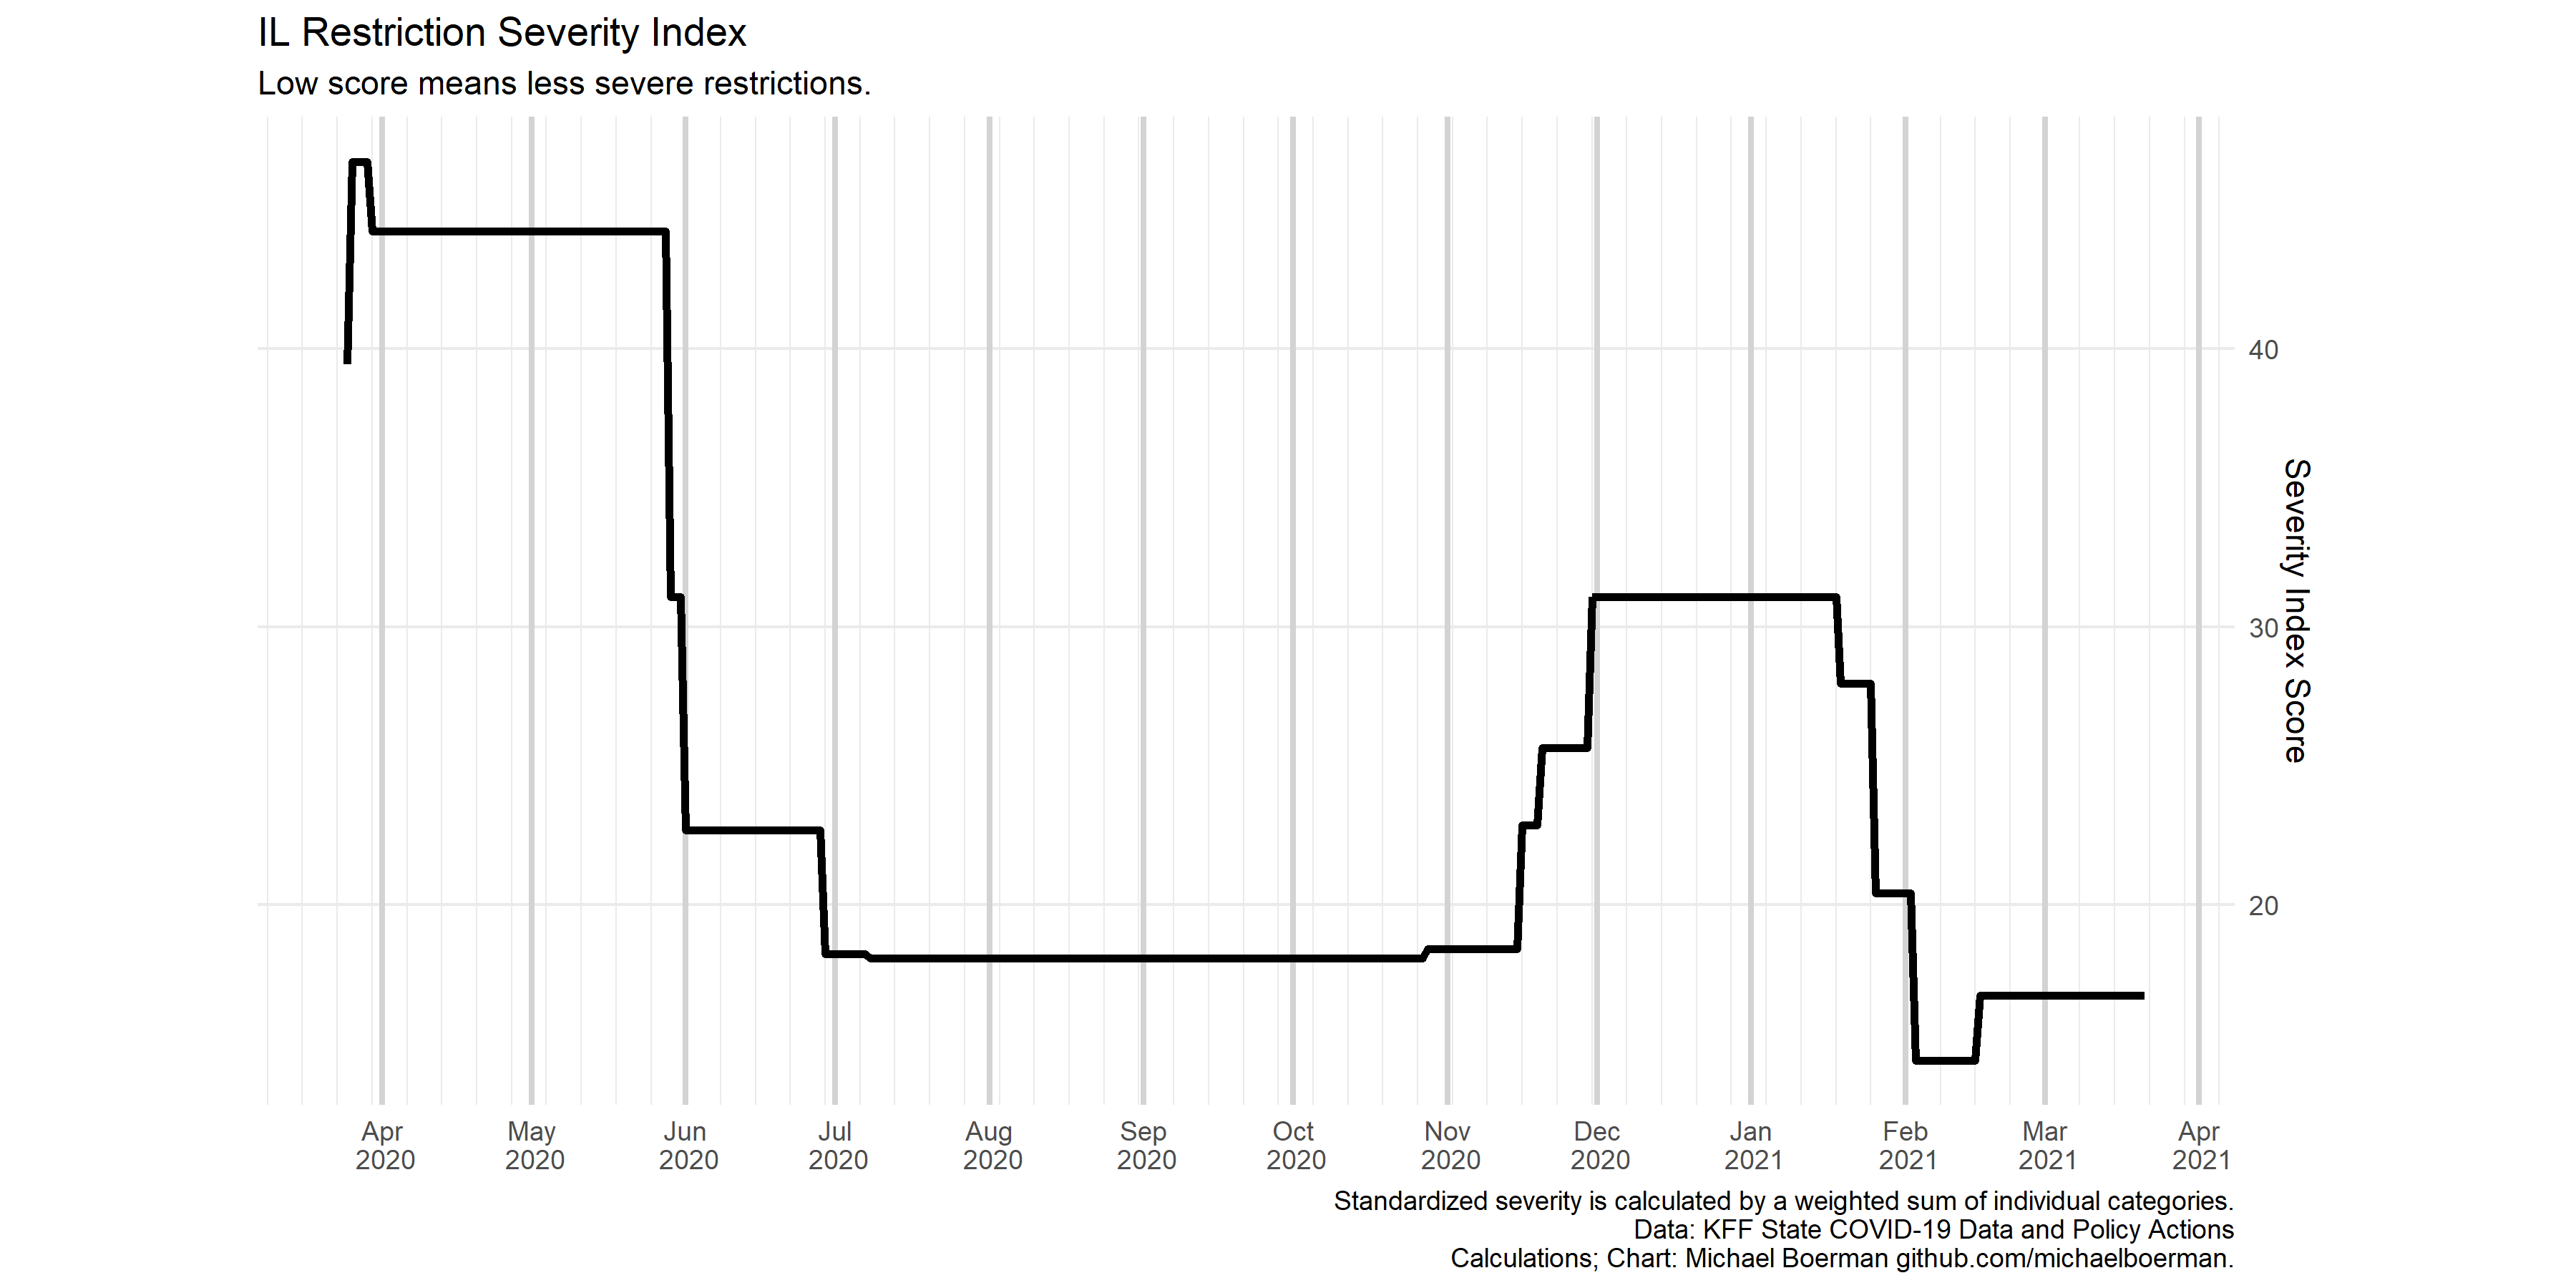 IL Restriction Severity Index
Low score means less severe restrictions.
40
30
20
Severity Index Score
Apr 2020
May 2020
Jun 2020
Jul 2020
Aug 2020
Sep 2020
Oct 2020
Nov 2020
Dec 2020
Jan 2021
Feb 2021
Mar 2021
Apr 2021
Standardized severity is calculated by a weighted sum of individual categories.
Data: KFF State COVID-19 Data and Policy Actions
Calculations; Chart: Michael Boerman github.com/michaelboerman.